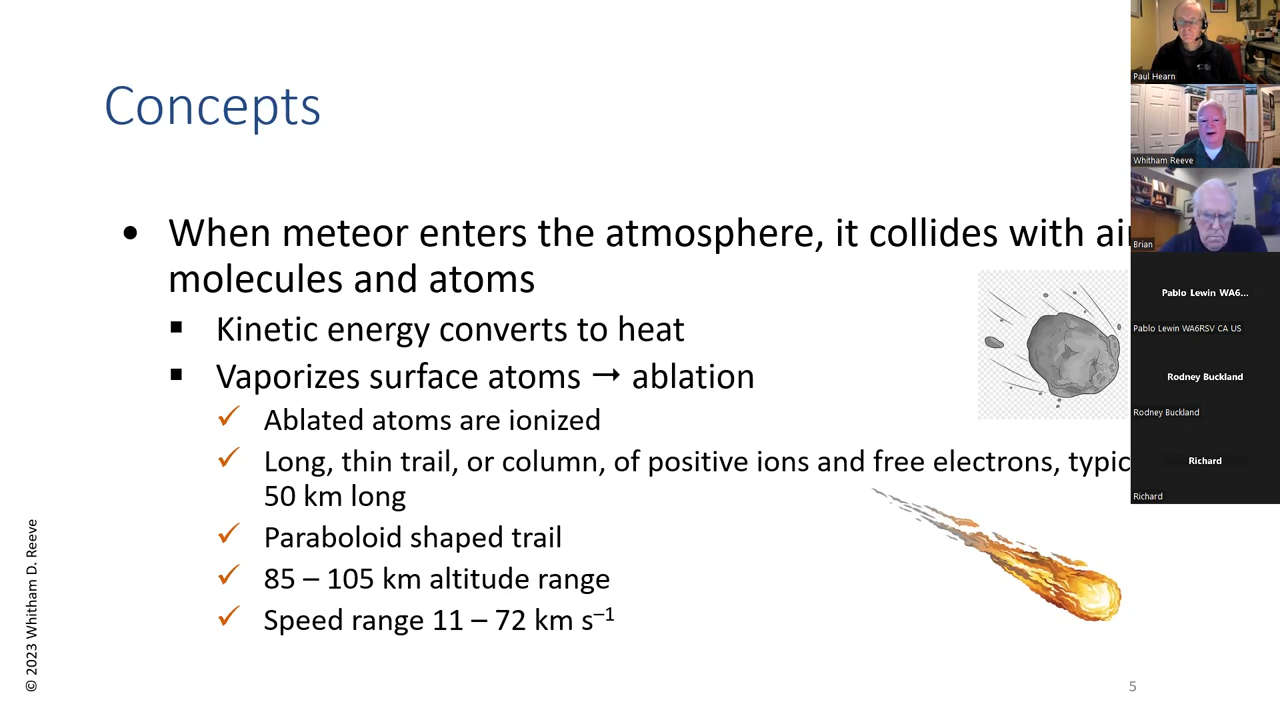 Concepts
• When meteor enters the atmosphere, it collides with air
molecules and atoms
▪ Kinetic energy converts to heat
▪ Vaporizes surface atoms → ablation
✓ Ablated atoms are ionized
✓ Long, thin trail, or column, of positive ions and free electrons, typic
50 km long
✓ Paraboloid shaped trail
✓ 85 – 105 km altitude range
✓ Speed range 11 – 72 km s⁻¹
© 2023 Whitham D. Reeve
5
Paul Hearn
Whitham Reeve
Brian
Pablo Lewin WA6...
Pablo Lewin WA6RSV CA US
Rodney Buckland
Rodney Buckland
Richard
Richard